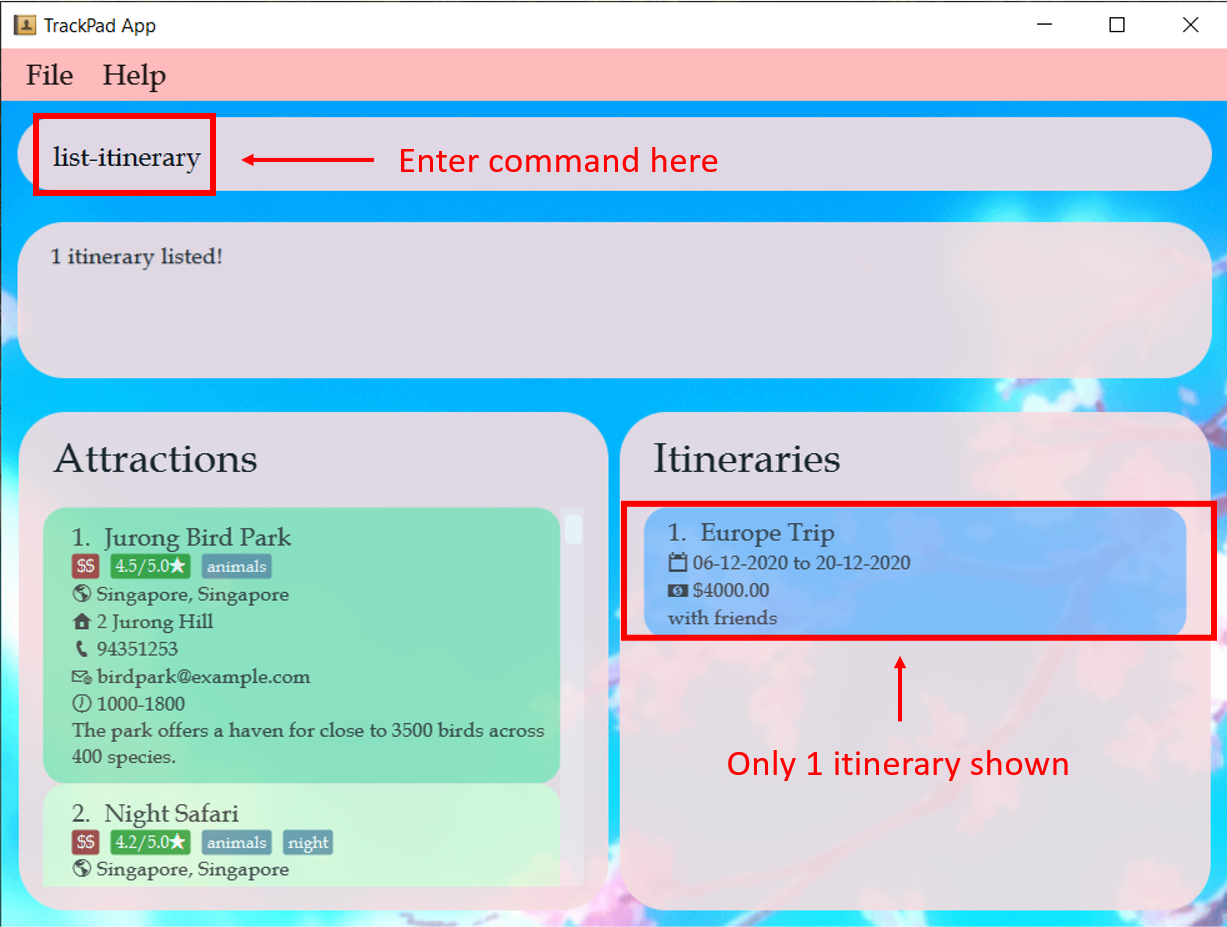 TrackPad App
File Help
list-itinerary
Enter command here
1 itinerary listed!
Attractions
1. Jurong Bird Park
$$ 4.5/5.0★ animals
Singapore, Singapore
2 Jurong Hill
94351253
birdpark@example.com
1000-1800
The park offers a haven for close to 3500 birds across
400 species.
2. Night Safari
$$ 4.2/5.0★ animals night
Singapore, Singapore
Itineraries
1. Europe Trip
06-12-2020 to 20-12-2020
$4000.00
with friends
Only 1 itinerary shown